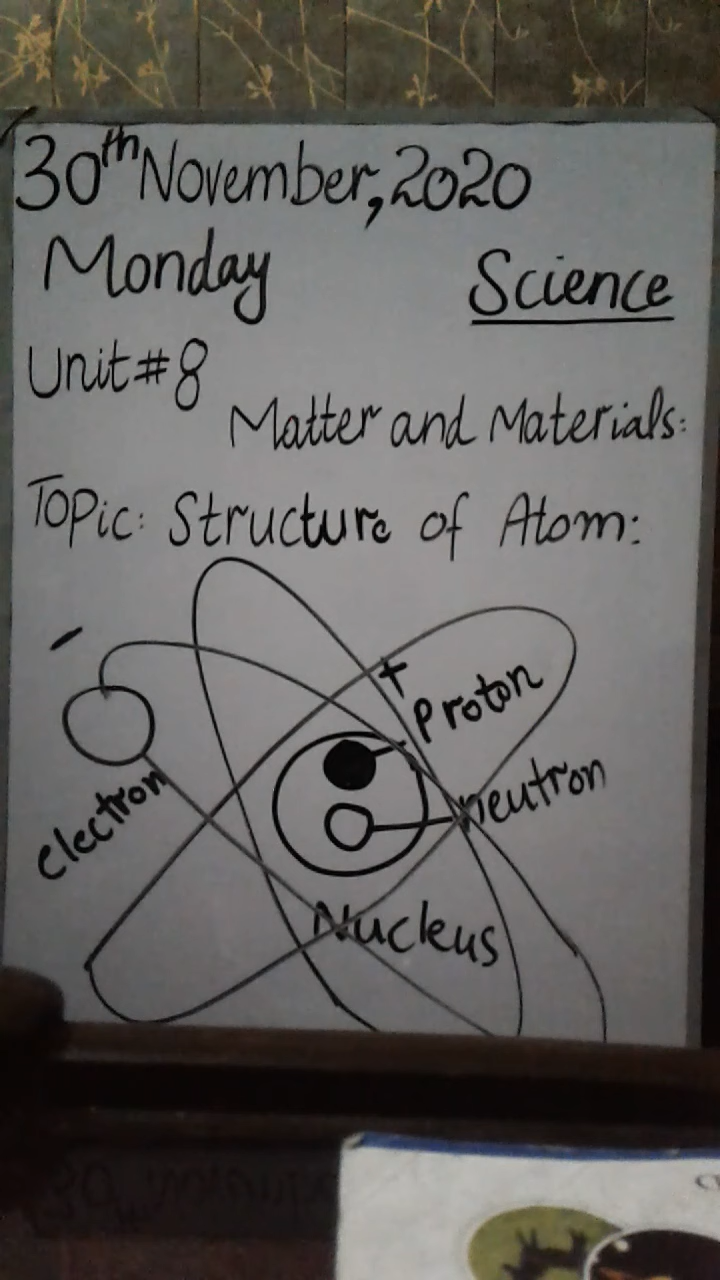 30th November, 2020
Monday
Science
Unit#8
Matter and Materials:
Topic: Structure of Atom:
-
+
Proton
neutron
electron
Nucleus